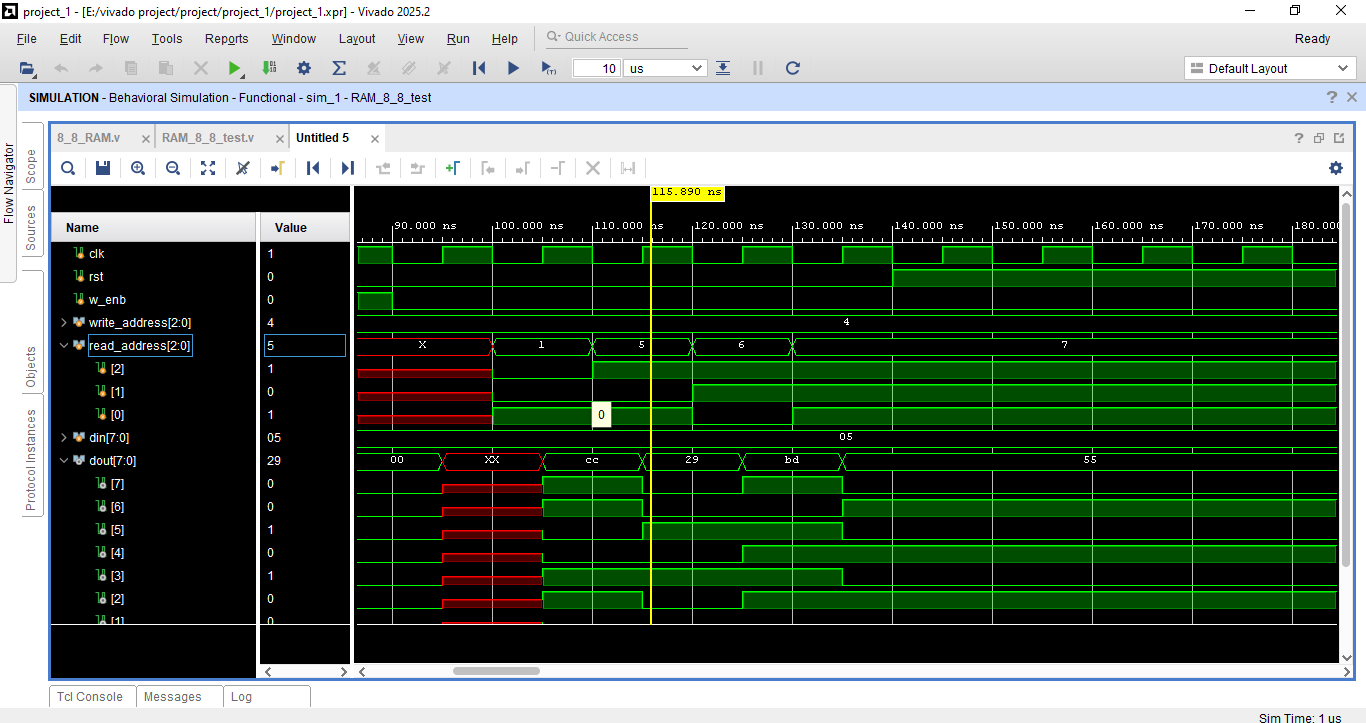 project_1 - [E:/vivado project/project/project_1/project_1.xpr] - Vivado 2025.2
File Edit Flow Tools Reports Window Layout View Run Help Quick Access Ready
10 us Default Layout
SIMULATION - Behavioral Simulation - Functional - sim_1 - RAM_8_8_test
Flow Navigator
Scope
Sources
Objects
Protocol Instances
8_8_RAM.v RAM_8_8_test.v Untitled 5
115.890 ns
Name Value
90.000 ns 100.000 ns 110.000 ns 120.000 ns 130.000 ns 140.000 ns 150.000 ns 160.000 ns 170.000 ns 180.000
clk 1
rst 0
w_enb 0
write_address[2:0] 4 4
read_address[2:0] 5 X 1 5 6 7
[2] 1
[1] 0
[0] 1 0
din[7:0] 05 05
dout[7:0] 29 00 XX cc 29 bd 55
[7] 0
[6] 0
[5] 1
[4] 0
[3] 1
[2] 0
[1] 0
Tcl Console Messages Log
Sim Time: 1 us